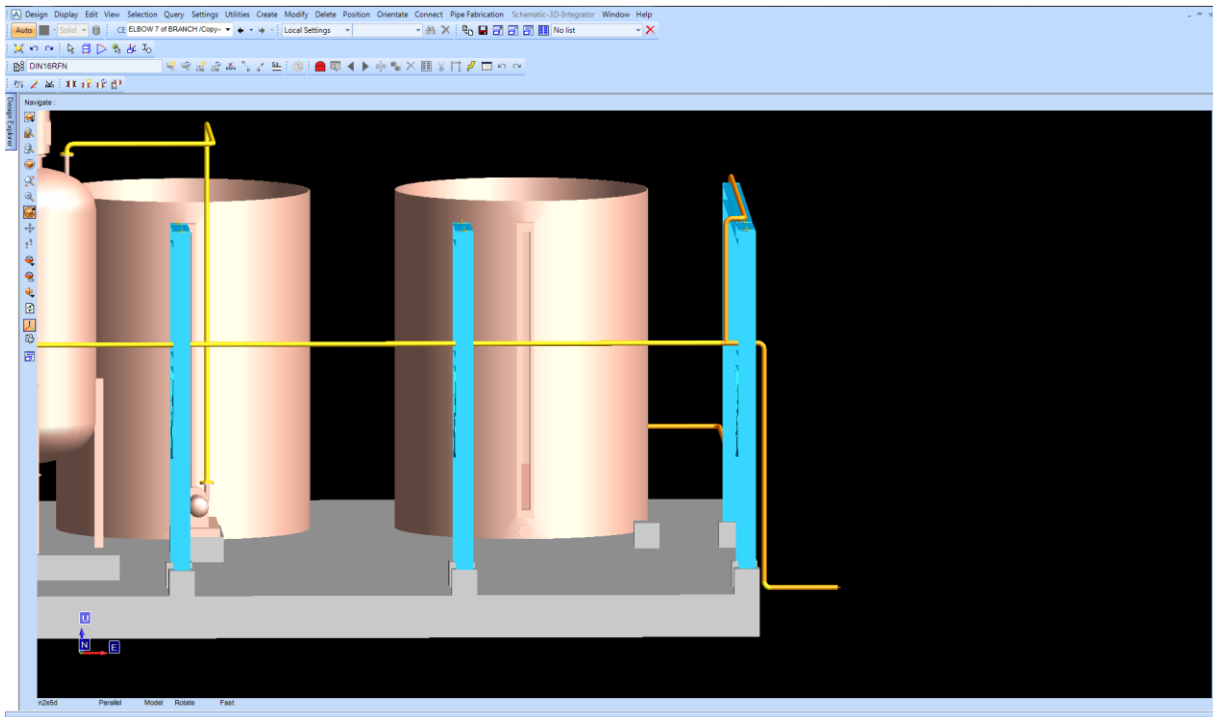 Design Display Edit View Selection Query Settings Utilities Create Modify Delete Position Orientate Connect Pipe Fabrication Schematic-3D-Integrator Window Help
Auto Solid CE ELBOW 7 of BRANCH /Copy- Local Settings No list
DIN16RFN
Navigate :
Design Explorer
U
N E
n2e5d Parallel Model Rotate Fast